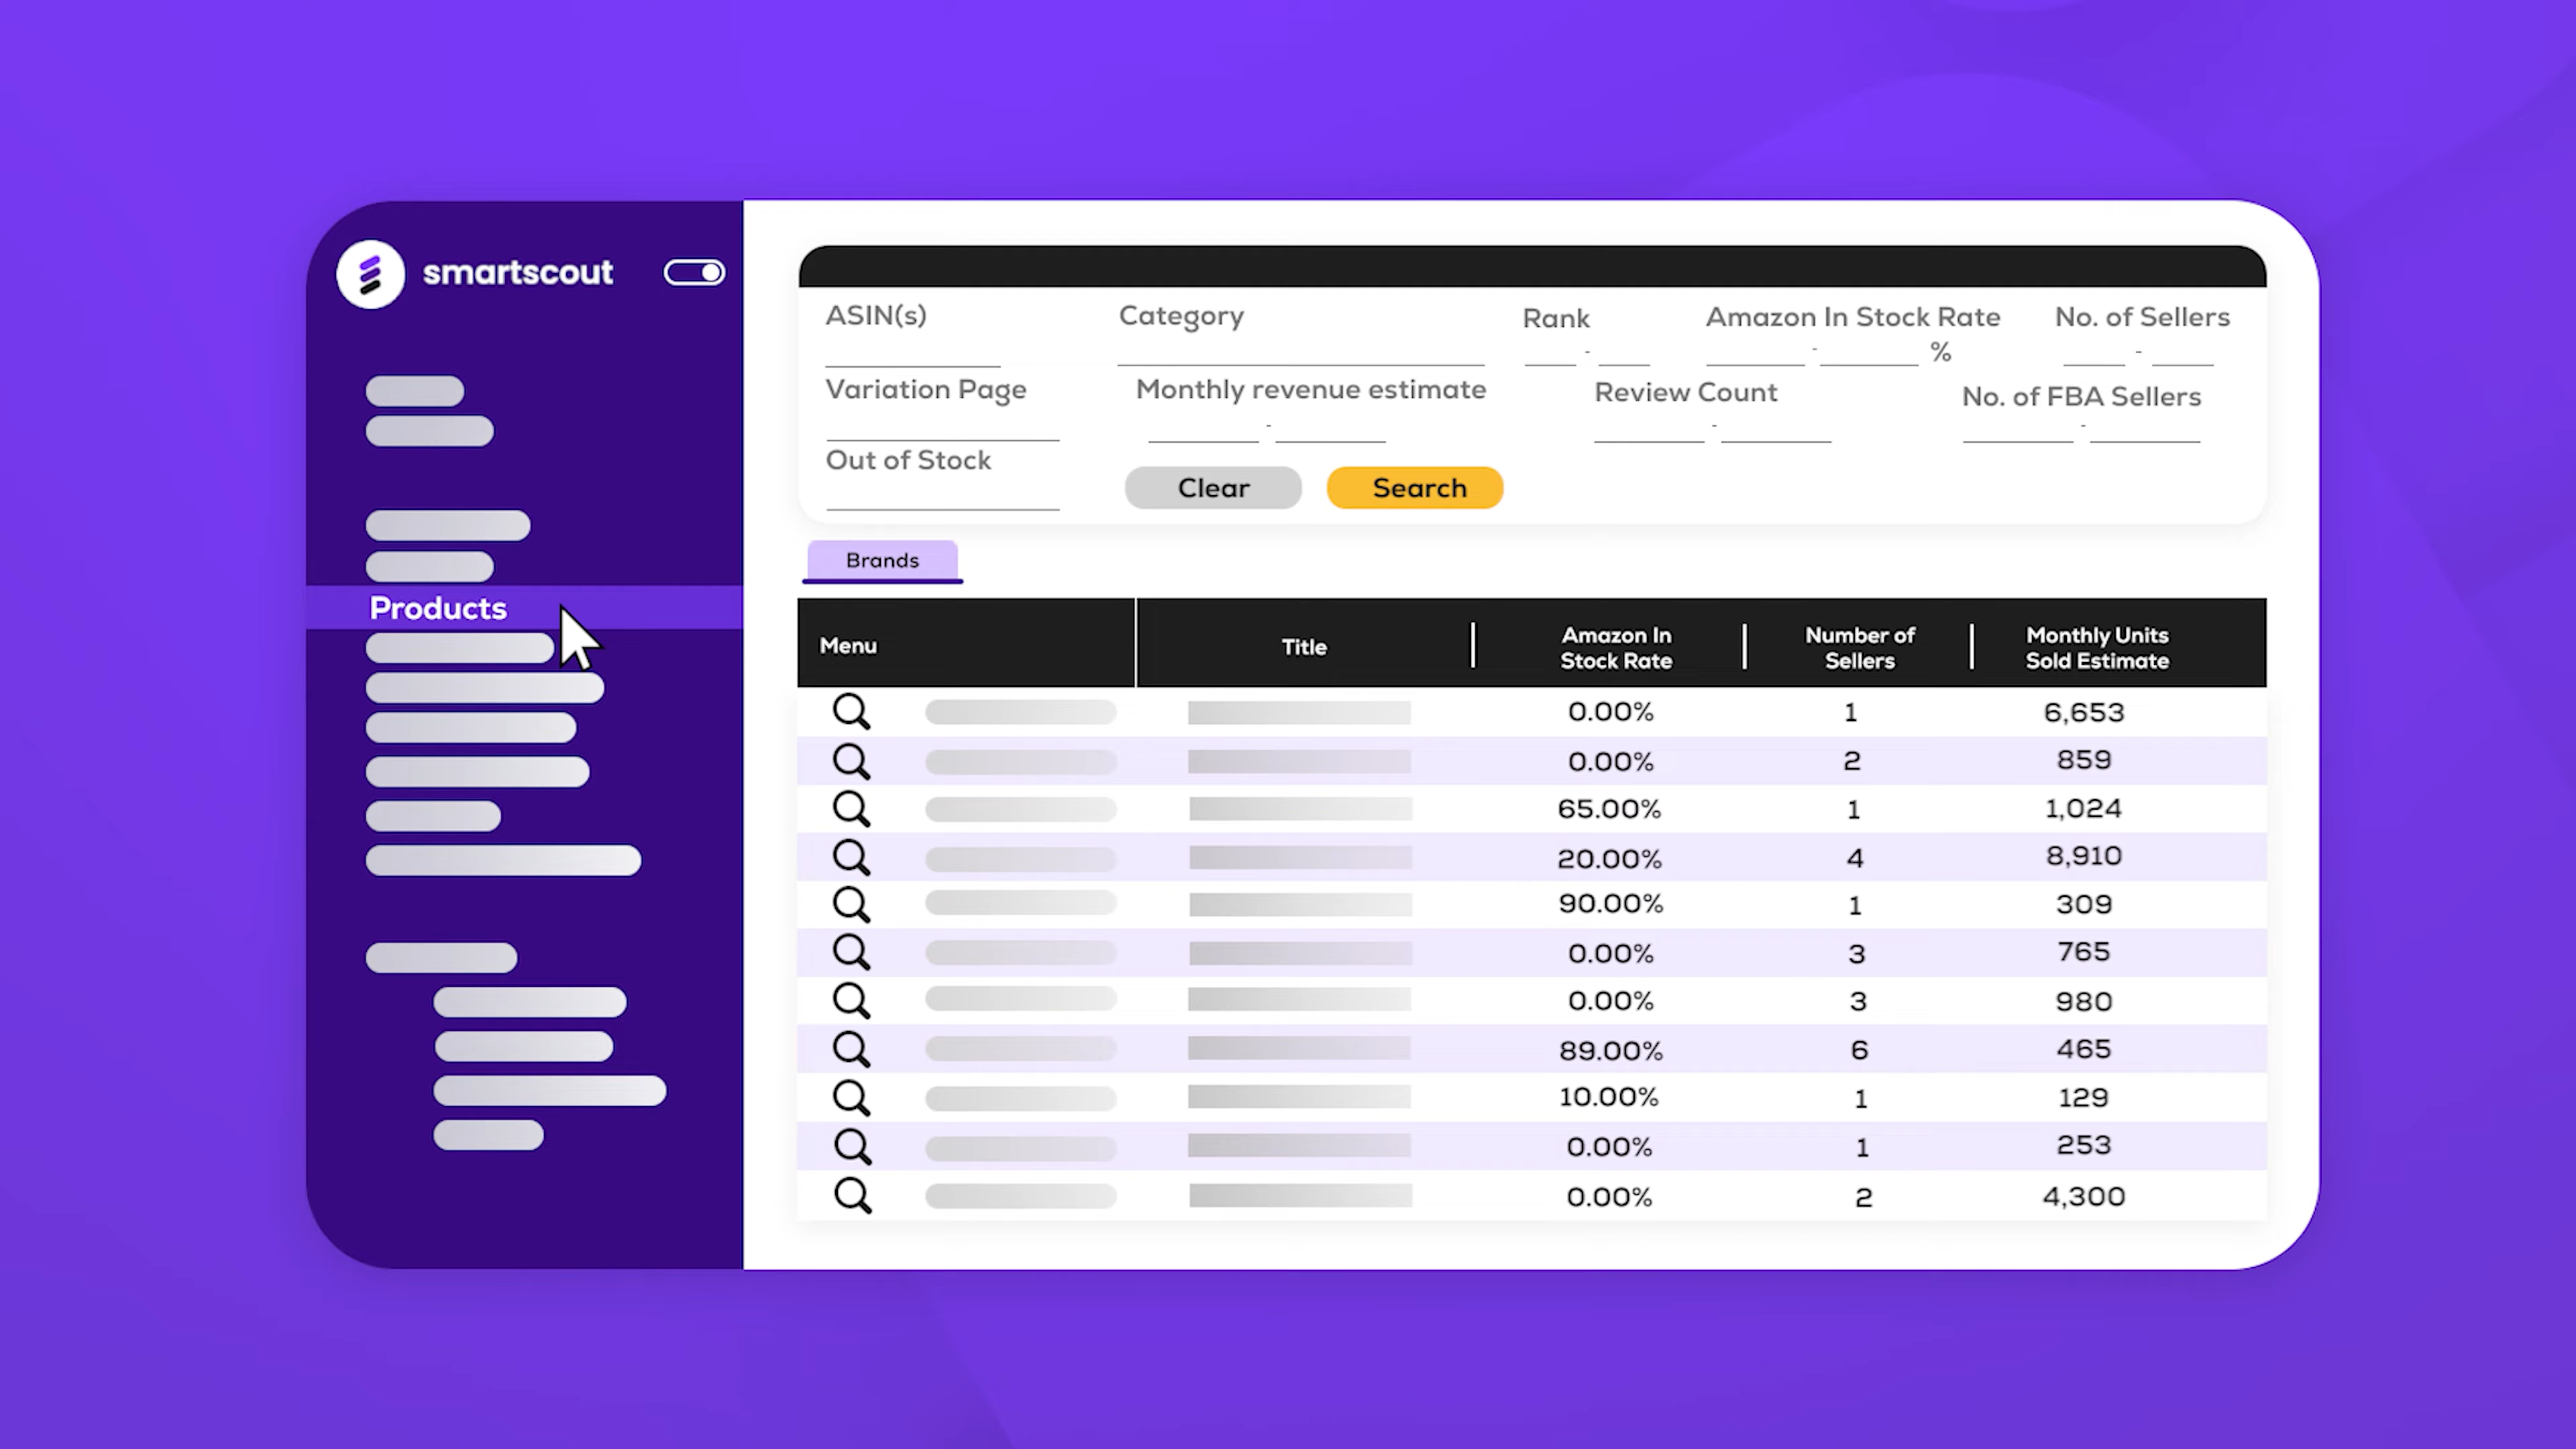 smartscout
Products
ASIN(s) Category Rank Amazon In Stock Rate No. of Sellers
- - % -
Variation Page Monthly revenue estimate Review Count No. of FBA Sellers
- - -
Out of Stock
Clear Search
Brands
Menu Title Amazon In Stock Rate Number of Sellers Monthly Units Sold Estimate
0.00% 1 6,653
0.00% 2 859
65.00% 1 1,024
20.00% 4 8,910
90.00% 1 309
0.00% 3 765
0.00% 3 980
89.00% 6 465
10.00% 1 129
0.00% 1 253
0.00% 2 4,300